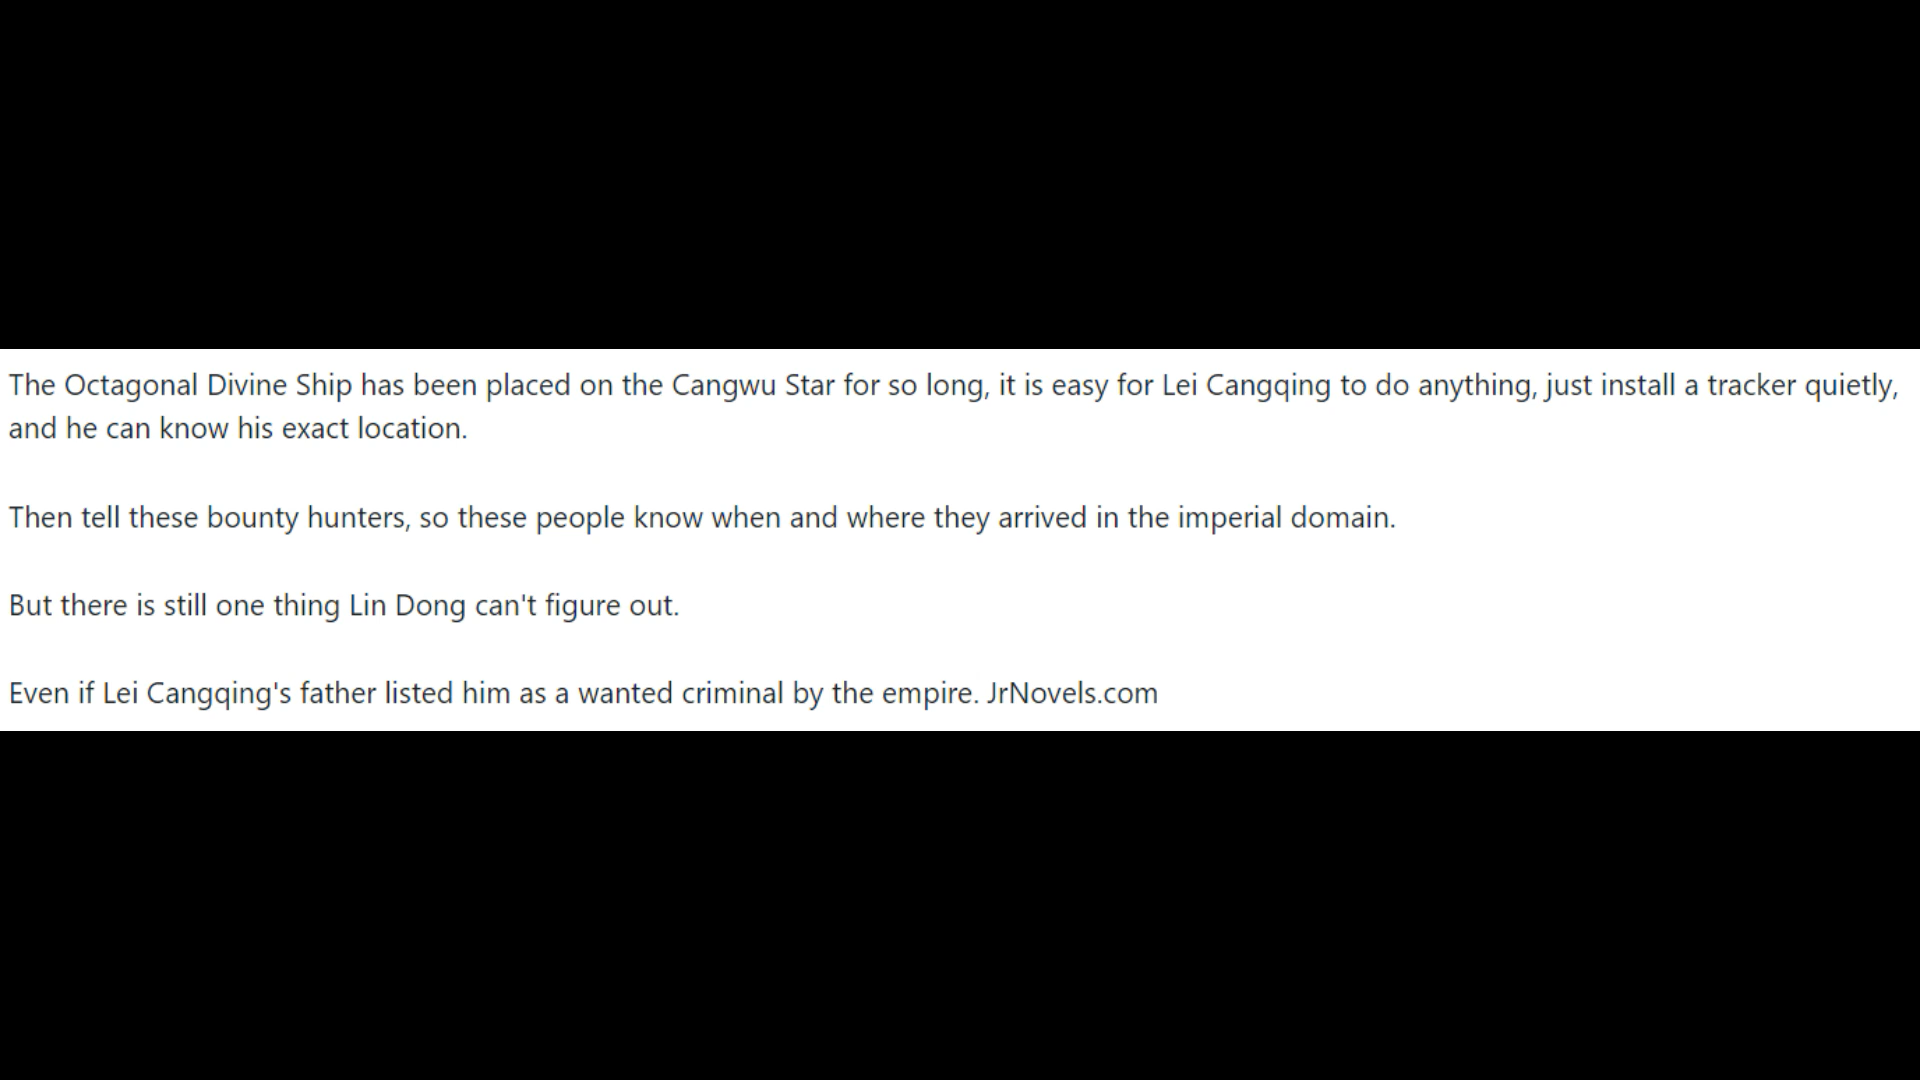 The Octagonal Divine Ship has been placed on the Cangwu Star for so long, it is easy for Lei Cangqing to do anything, just install a tracker quietly,
and he can know his exact location.
Then tell these bounty hunters, so these people know when and where they arrived in the imperial domain.
But there is still one thing Lin Dong can't figure out.
Even if Lei Cangqing's father listed him as a wanted criminal by the empire. JrNovels.com